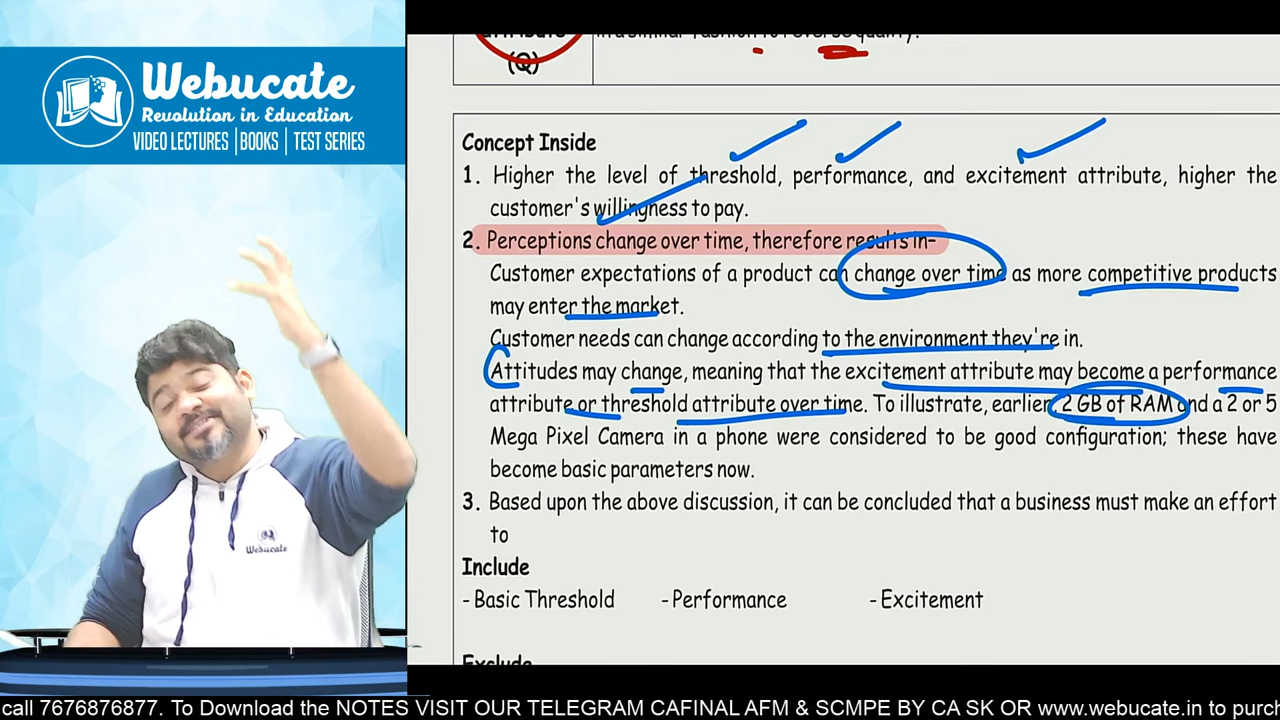 Webucate
Revolution in Education
VIDEO LECTURES | BOOKS | TEST SERIES
(Q)
Concept Inside
1. Higher the level of threshold, performance, and excitement attribute, higher the
customer's willingness to pay.
2. Perceptions change over time, therefore results in-
Customer expectations of a product can change over time as more competitive products
may enter the market.
Customer needs can change according to the environment they're in.
Attitudes may change, meaning that the excitement attribute may become a performance
attribute or threshold attribute over time. To illustrate, earlier, 2 GB of RAM and a 2 or 5
Mega Pixel Camera in a phone were considered to be good configuration; these have
become basic parameters now.
3. Based upon the above discussion, it can be concluded that a business must make an effort
to
Include
- Basic Threshold - Performance - Excitement
Exclude
Webucate
call 7676876877. To Download the NOTES VISIT OUR TELEGRAM CAFINAL AFM & SCMPE BY CA SK OR www.webucate.in to purch